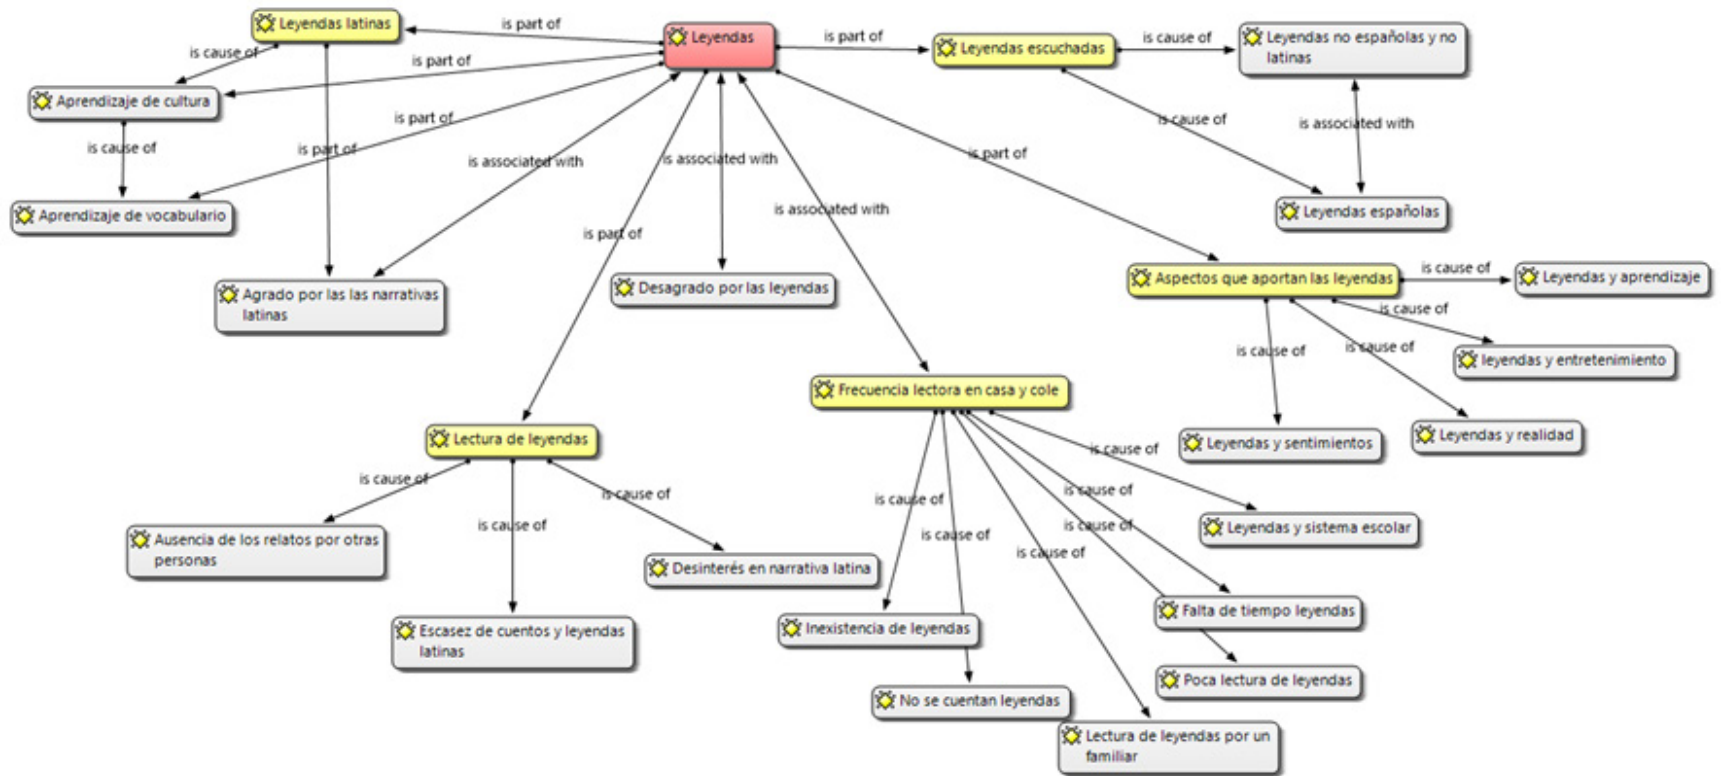 Leyendas latinas
is part of
Leyendas
is part of
Leyendas escuchadas
is cause of
Leyendas no españolas y no
latinas
is cause of
is part of
Aprendizaje de cultura
is part of
is cause of
is associated with
is cause of
is part of
is associated with
is associated with
is part of
Aprendizaje de vocabulario
is associated with
Leyendas españolas
is part of
Agrado por las las narrativas
latinas
Desagrado por las leyendas
Aspectos que aportan las leyendas
is cause of
Leyendas y aprendizaje
is cause of
is cause of
is cause of
leyendas y entretenimiento
Frecuencia lectora en casa y cole
Lectura de leyendas
Leyendas y sentimientos
Leyendas y realidad
is cause of
is cause of
is cause of
is cause of
is cause of
is cause of
is cause of
is cause of
is cause of
Leyendas y sistema escolar
Ausencia de los relatos por otras
personas
Desinterés en narrativa latina
Falta de tiempo leyendas
Escasez de cuentos y leyendas
latinas
Inexistencia de leyendas
Poca lectura de leyendas
No se cuentan leyendas
Lectura de leyendas por un
familiar